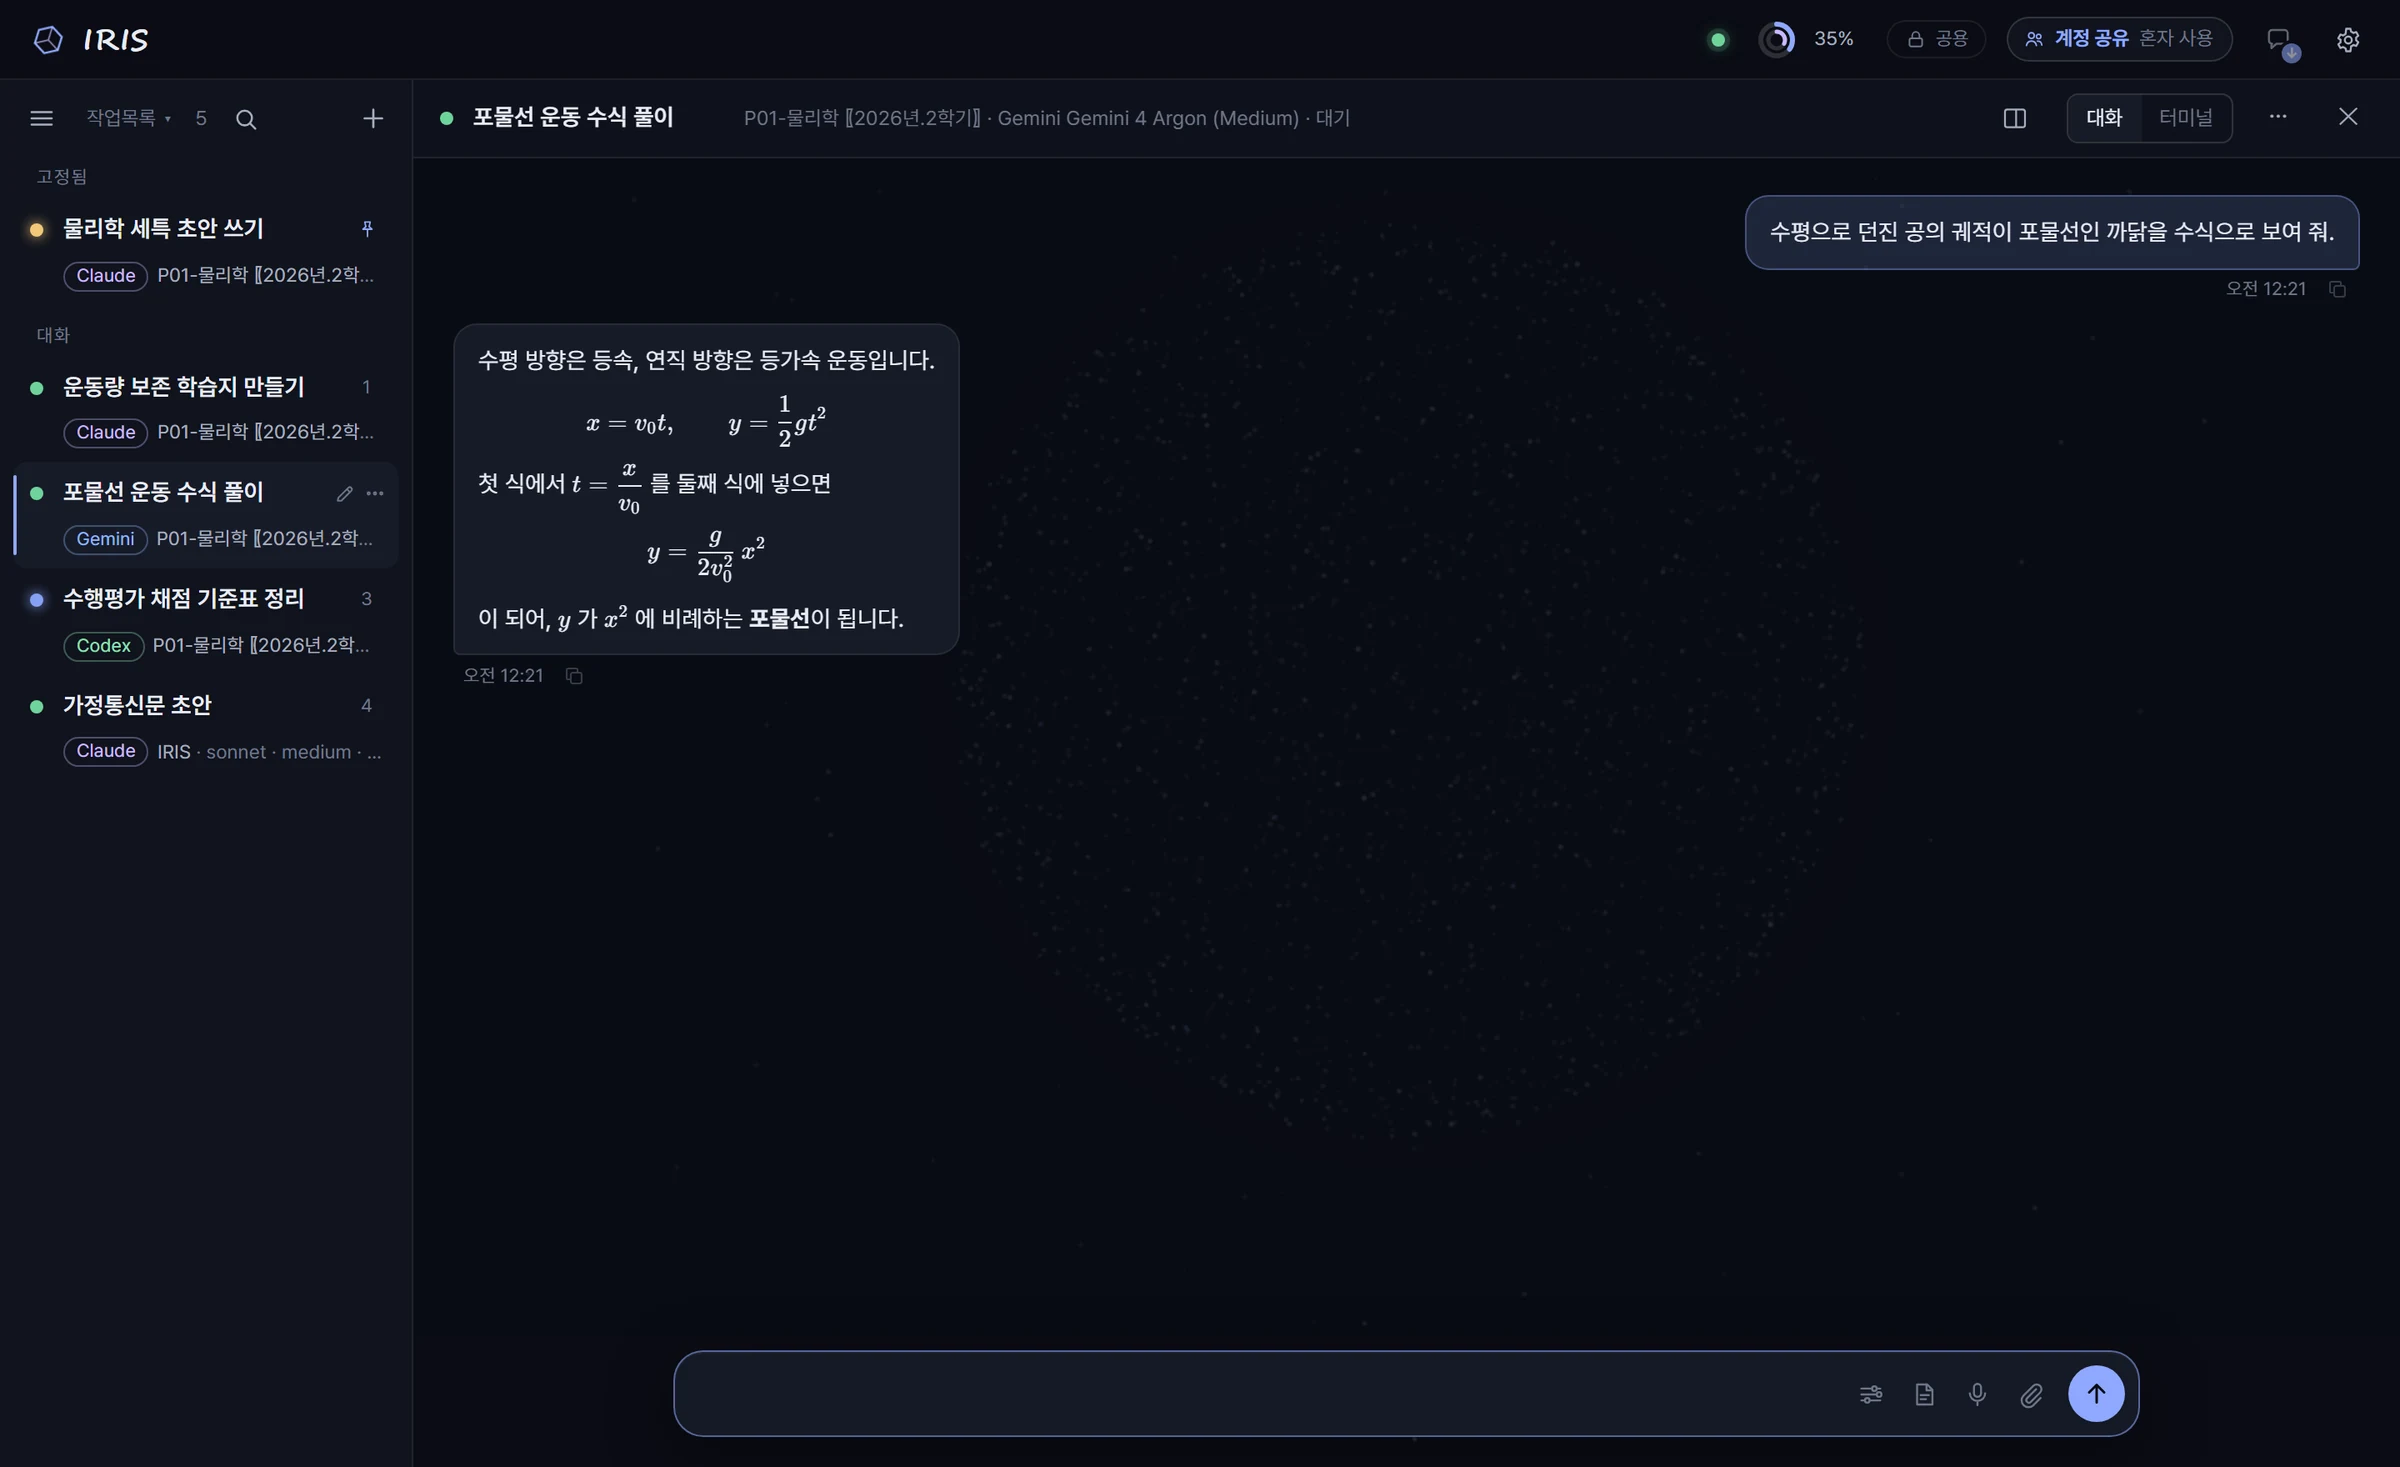 IRIS
35%
공용
계정 공유 혼자 사용
작업목록 ▾ 5
고정됨
물리학 세특 초안 쓰기
Claude P01-물리학 〖2026년.2학...
대화
운동량 보존 학습지 만들기 1
Claude P01-물리학 〖2026년.2학...
포물선 운동 수식 풀이 ...
Gemini P01-물리학 〖2026년.2학...
수행평가 채점 기준표 정리 3
Codex P01-물리학 〖2026년.2학...
가정통신문 초안 4
Claude IRIS · sonnet · medium · ...
포물선 운동 수식 풀이 P01-물리학 〖2026년.2학기〗 · Gemini Gemini 4 Argon (Medium) · 대기
대화 터미널 ...
수평으로 던진 공의 궤적이 포물선인 까닭을 수식으로 보여 줘.
오전 12:21
수평 방향은 등속, 연직 방향은 등가속 운동입니다.
x = v₀t, y = 1/2 gt²
첫 식에서 t = x/v₀ 를 둘째 식에 넣으면
y = g/2v₀² x²
이 되어, y 가 x² 에 비례하는 포물선이 됩니다.
오전 12:21